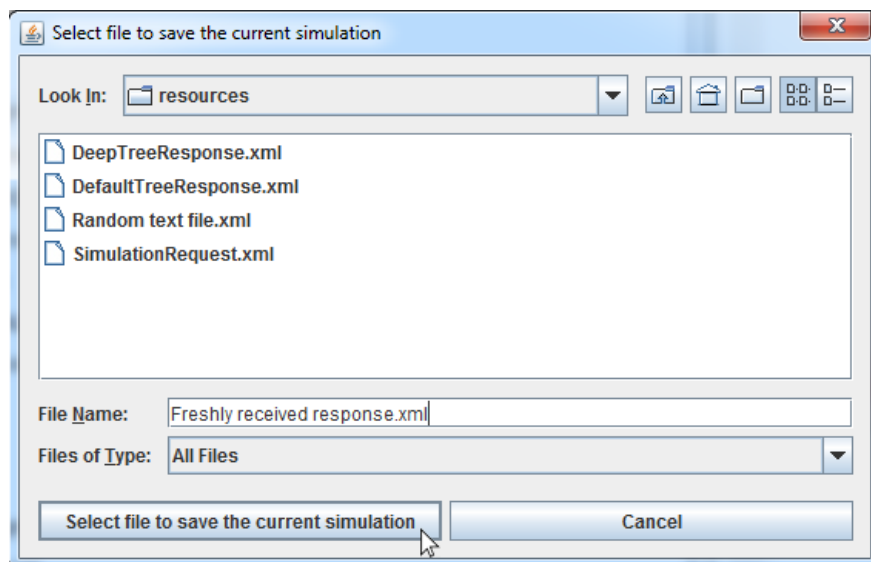 Select file to save the current simulation
Look In: resources
DeepTreeResponse.xml
DefaultTreeResponse.xml
Random text file.xml
SimulationRequest.xml
File Name: Freshly received response.xml
Files of Type: All Files
Select file to save the current simulation Cancel